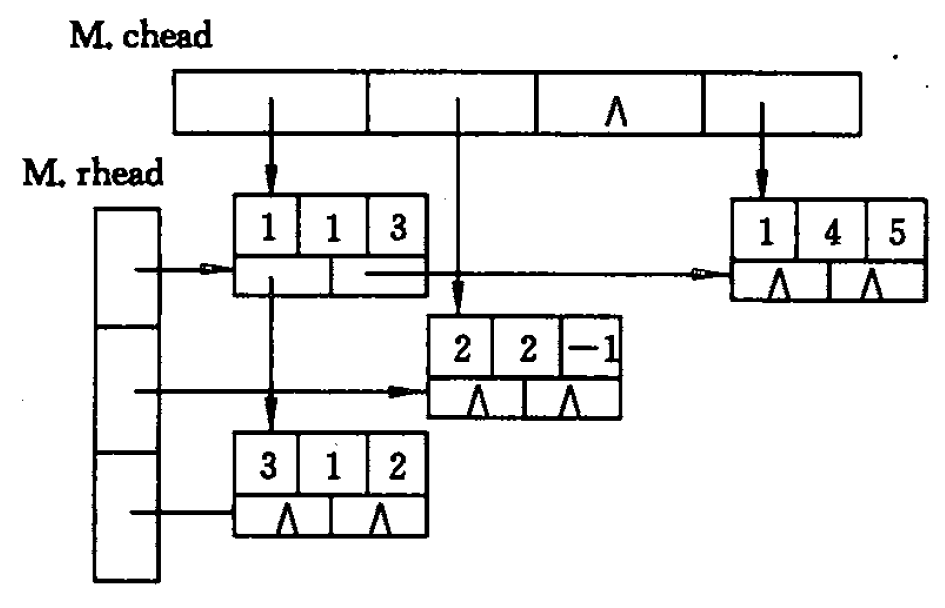 M. chead
∧
M. rhead
1 1 3
1 4 5
∧ ∧
2 2 -1
∧ ∧
3 1 2
∧ ∧